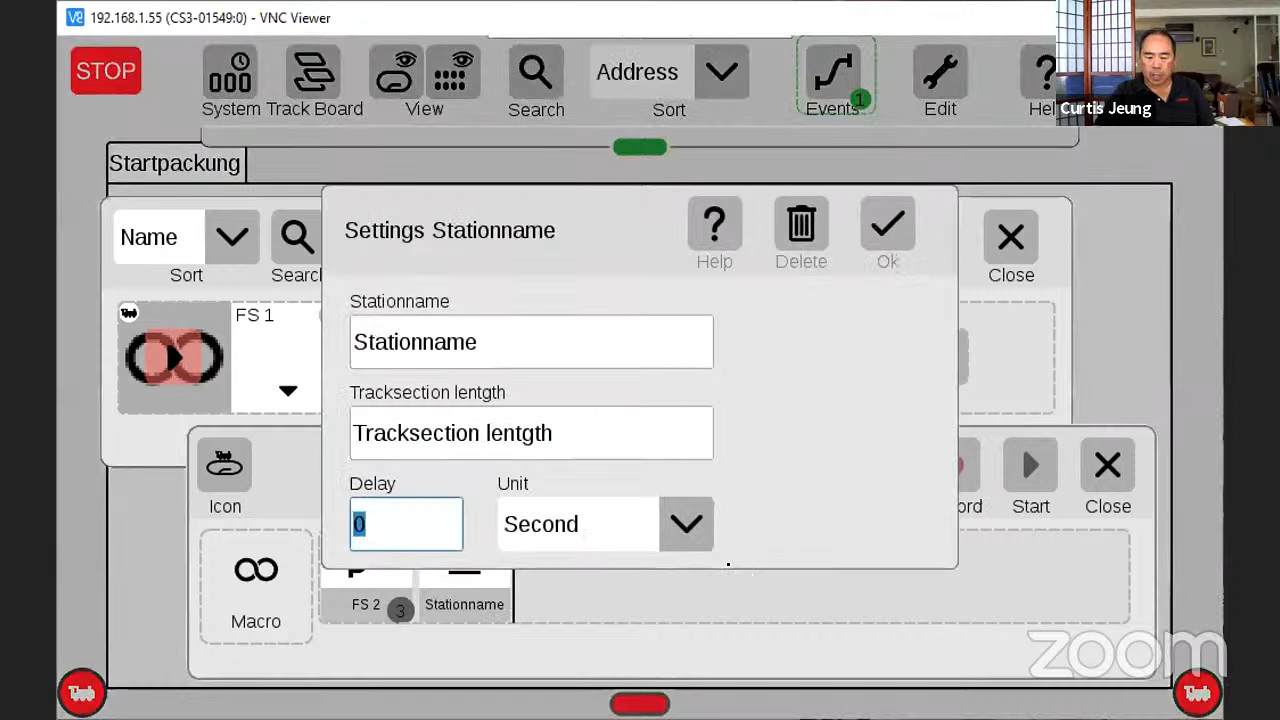 192.168.1.55 (CS3-01549:0) - VNC Viewer
STOP
System
Track Board
View
Search
Address
Sort
Events
1
Edit
Hel
Curtis Jeung
Startpackung
Name
Sort
Search
FS 1
Close
Settings Stationname
Help
Delete
Ok
Stationname
Stationname
Tracksection lentgth
Tracksection lentgth
Delay
Unit
0
Second
Icon
ord
Start
Close
Macro
FS 2
3
Stationname
zoom